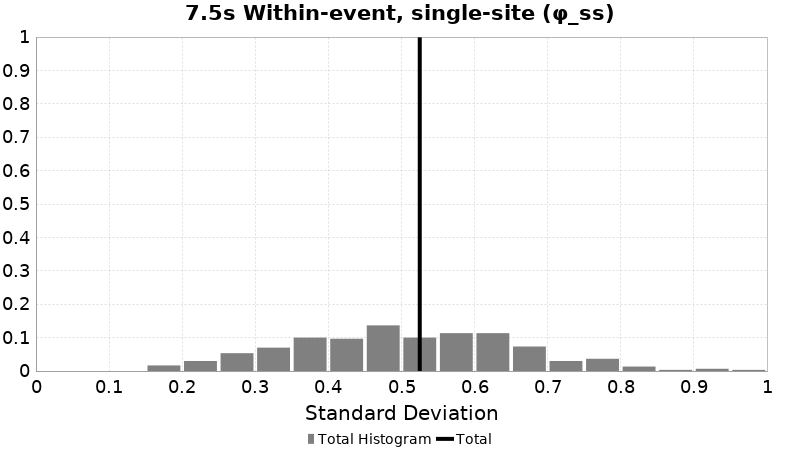 7.5s Within-event, single-site (φ_ss)
1
0.9
0.8
0.7
0.6
0.5
0.4
0.3
0.2
0.1
0
0 0.1 0.2 0.3 0.4 0.5 0.6 0.7 0.8 0.9 1
Standard Deviation
Total Histogram Total